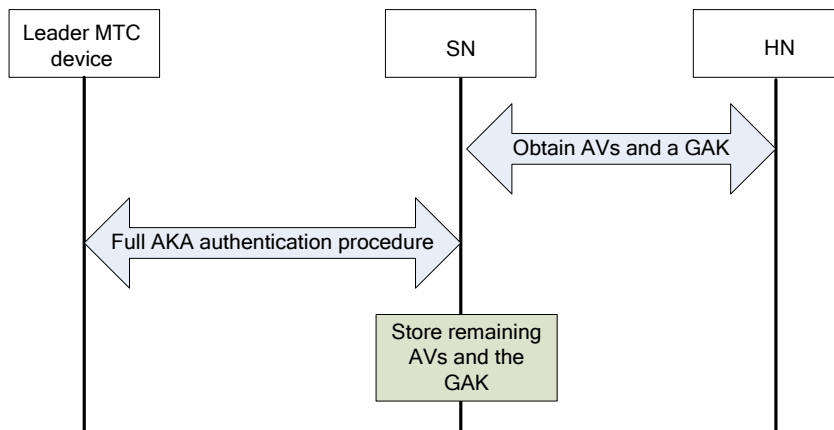 Leader MTC
device
SN
HN
Obtain AVs and a GAK
Full AKA authentication procedure
Store remaining
AVs and the
GAK